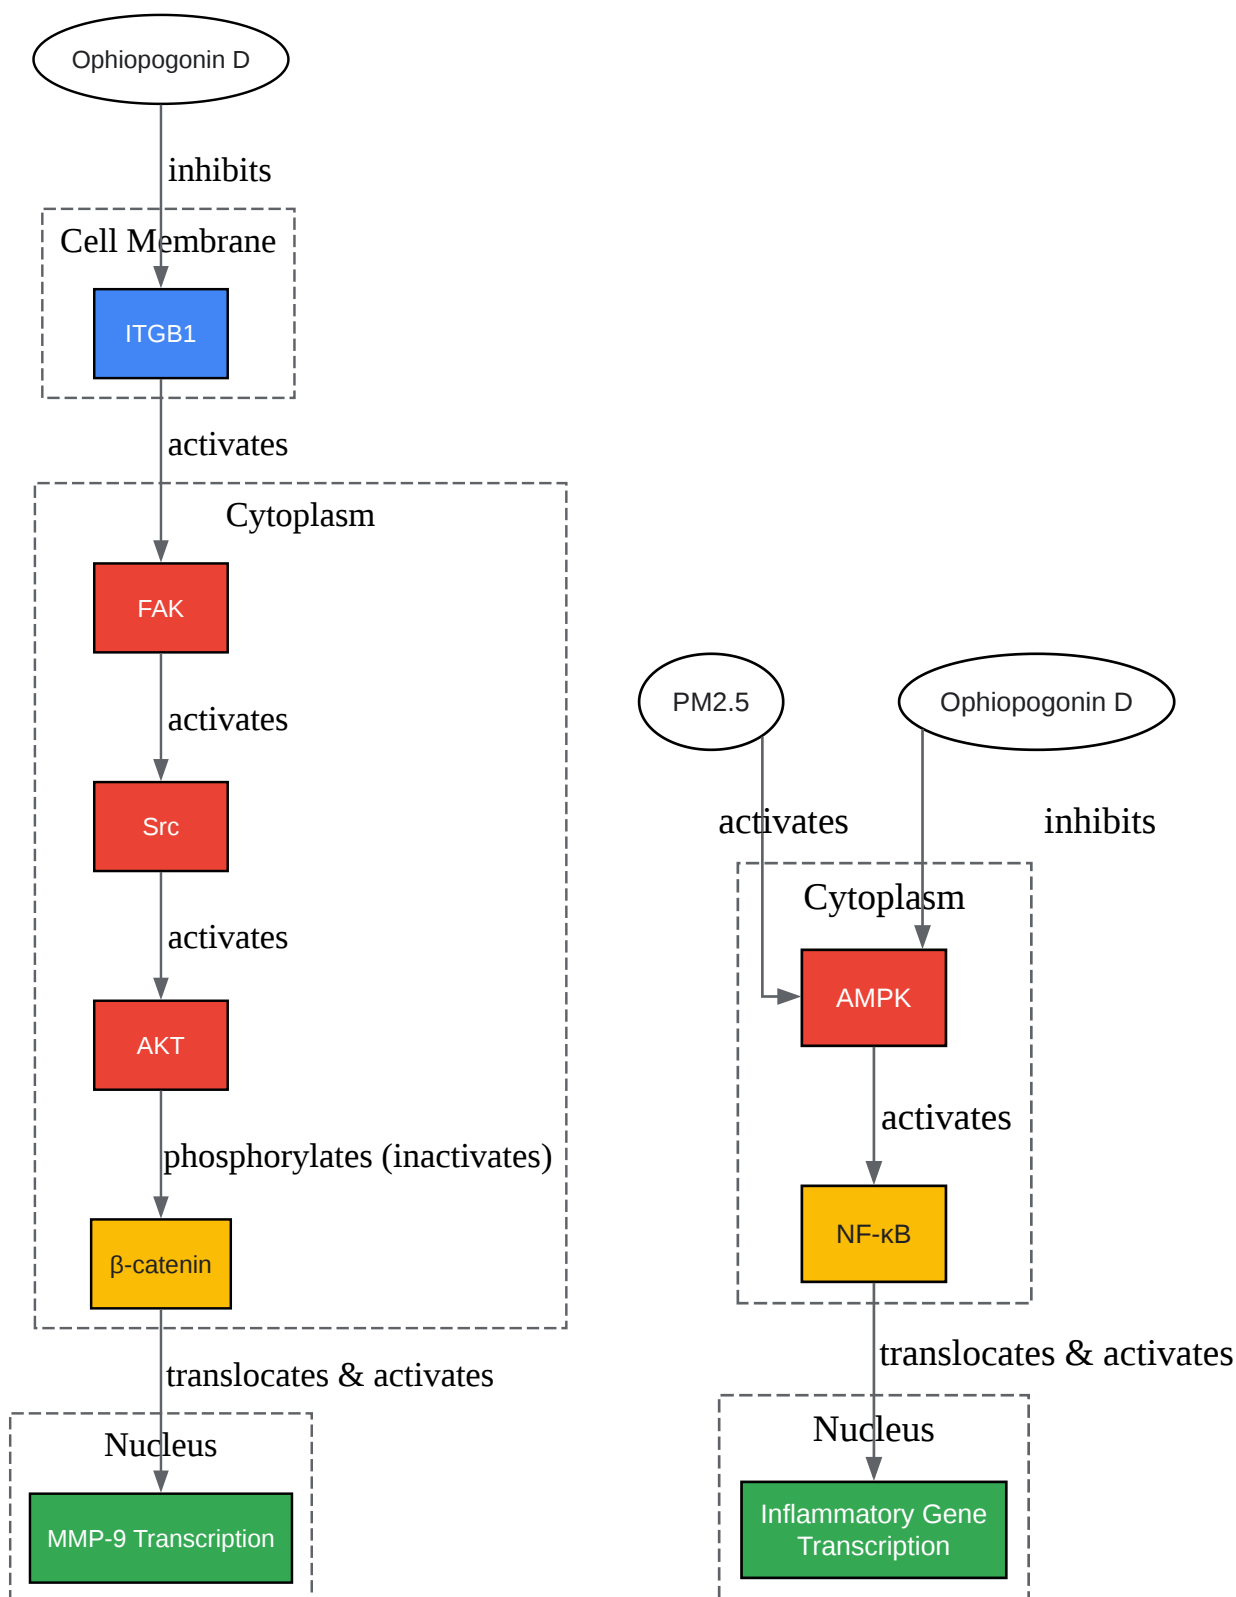 Ophiopogonin D
inhibits
Cell Membrane
ITGB1
activates
Cytoplasm
FAK
activates
Src
activates
AKT
phosphorylates (inactivates)
β-catenin
translocates & activates
Nucleus
MMP-9 Transcription
PM2.5
Ophiopogonin D
activates
inhibits
Cytoplasm
AMPK
activates
NF-κB
translocates & activates
Nucleus
Inflammatory Gene
Transcription